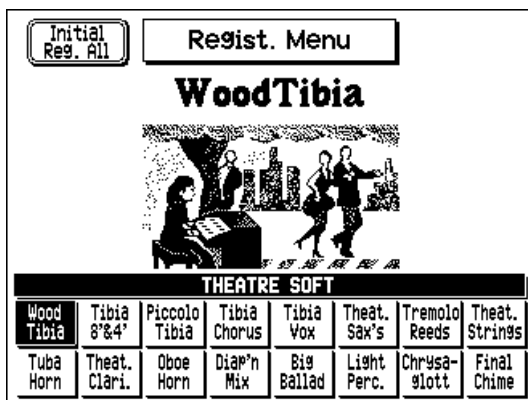 Initial
Reg. All
Regist. Menu
WoodTibia
THEATRE SOFT
Wood Tibia
Tibia 8'&4'
Piccolo Tibia
Tibia Chorus
Tibia Vox
Theat. Sax's
Tremolo Reeds
Theat. Strings
Tuba Horn
Theat. Clari.
Oboe Horn
Diap'n Mix
Big Ballad
Light Perc.
Chrysa-glott
Final Chime